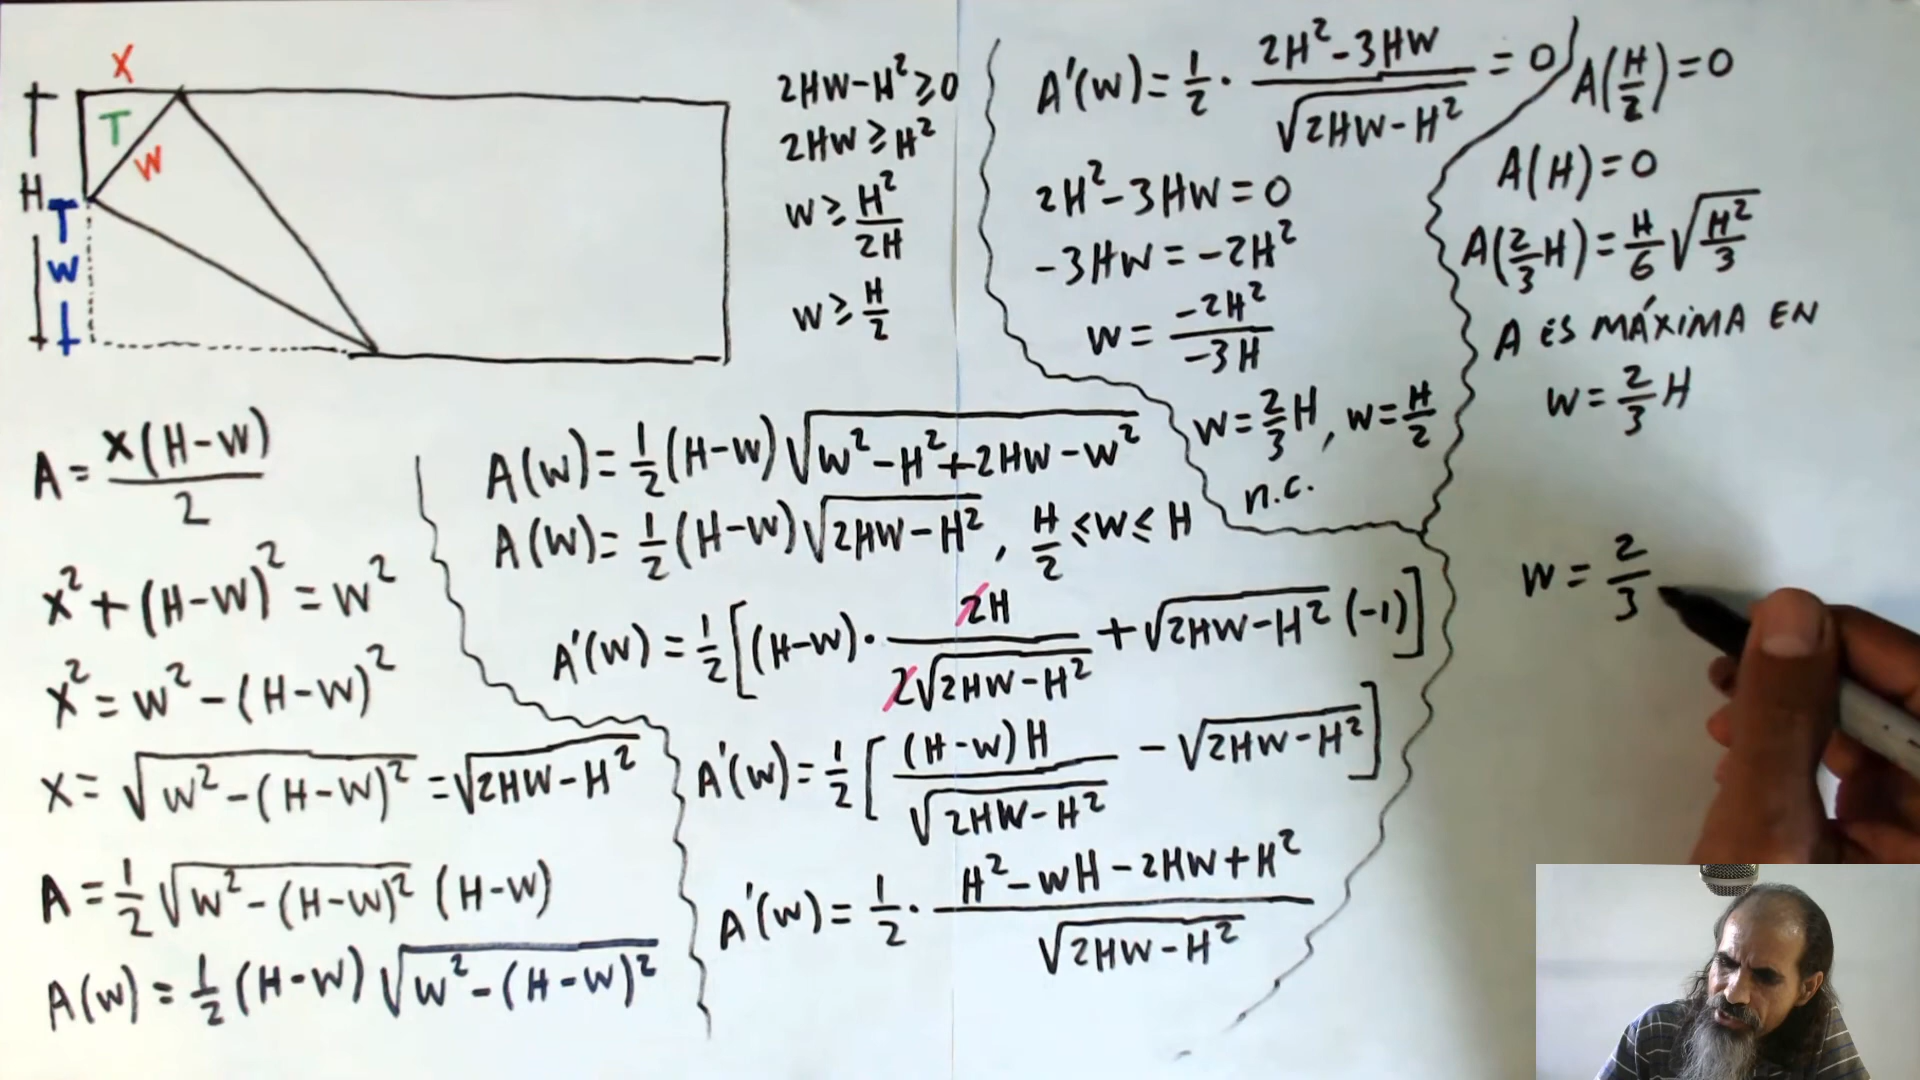 X
T
W
H
T
W
A = x(H-W)/2
x² + (H-W)² = W²
x² = W² - (H-W)²
x = √(W² - (H-W)²) = √(2HW - H²)
A = 1/2 √(W² - (H-W)²) (H-W)
A(W) = 1/2 (H-W) √(W² - (H-W)²)
2HW - H² ≥ 0
2HW ≥ H²
W ≥ H²/2H
W ≥ H/2
A(W) = 1/2 (H-W) √(W² - H² + 2HW - W²)
A(W) = 1/2 (H-W) √(2HW - H²), H/2 ≤ W ≤ H
A'(W) = 1/2 [(H-W) · 2H/(2√(2HW - H²)) + √(2HW - H²) (-1)]
A'(W) = 1/2 [(H-W)H/√(2HW - H²) - √(2HW - H²)]
A'(W) = 1/2 · (H² - WH - 2HW + H²)/√(2HW - H²)
A'(W) = 1/2 · (2H² - 3HW)/√(2HW - H²) = 0
2H² - 3HW = 0
-3HW = -2H²
W = -2H²/-3H
W = 2/3 H, W = H/2
n.c.
A(H/2) = 0
A(H) = 0
A(2/3 H) = H/6 √(H²/3)
A ES MÁXIMA EN
W = 2/3 H
W = 2/3